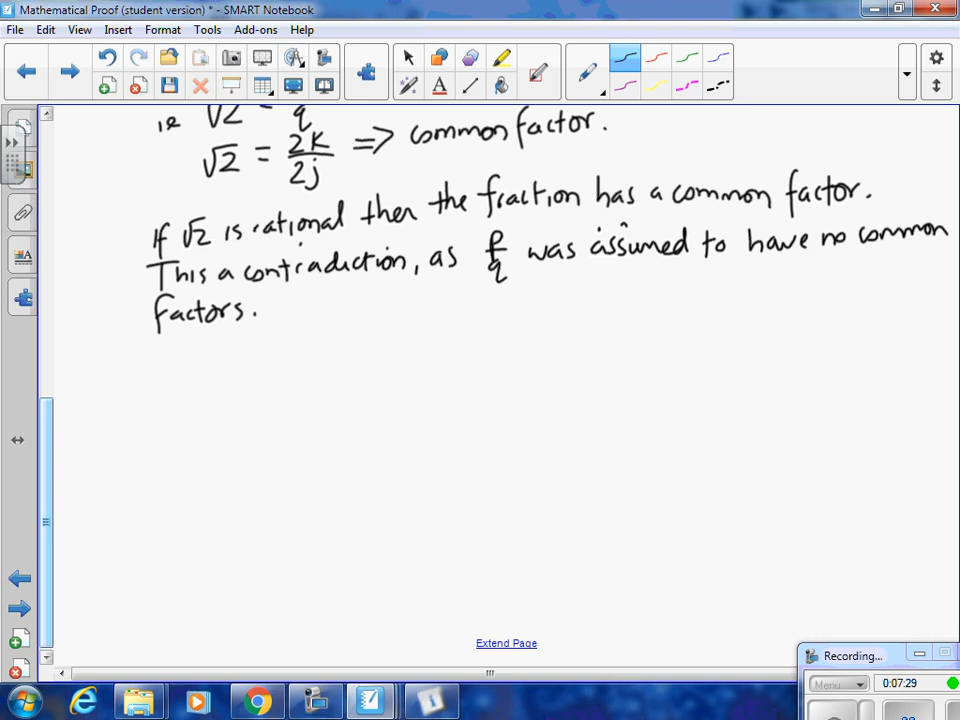 Mathematical Proof (student version) * - SMART Notebook
File Edit View Insert Format Tools Add-ons Help
ie √2 = q
√2 = 2k/2j => common factor.
If √2 is rational then the fraction has a common factor.
This a contradiction, as p/q was assumed to have no common
factors.
Extend Page
Recording...
Menu 0:07:29